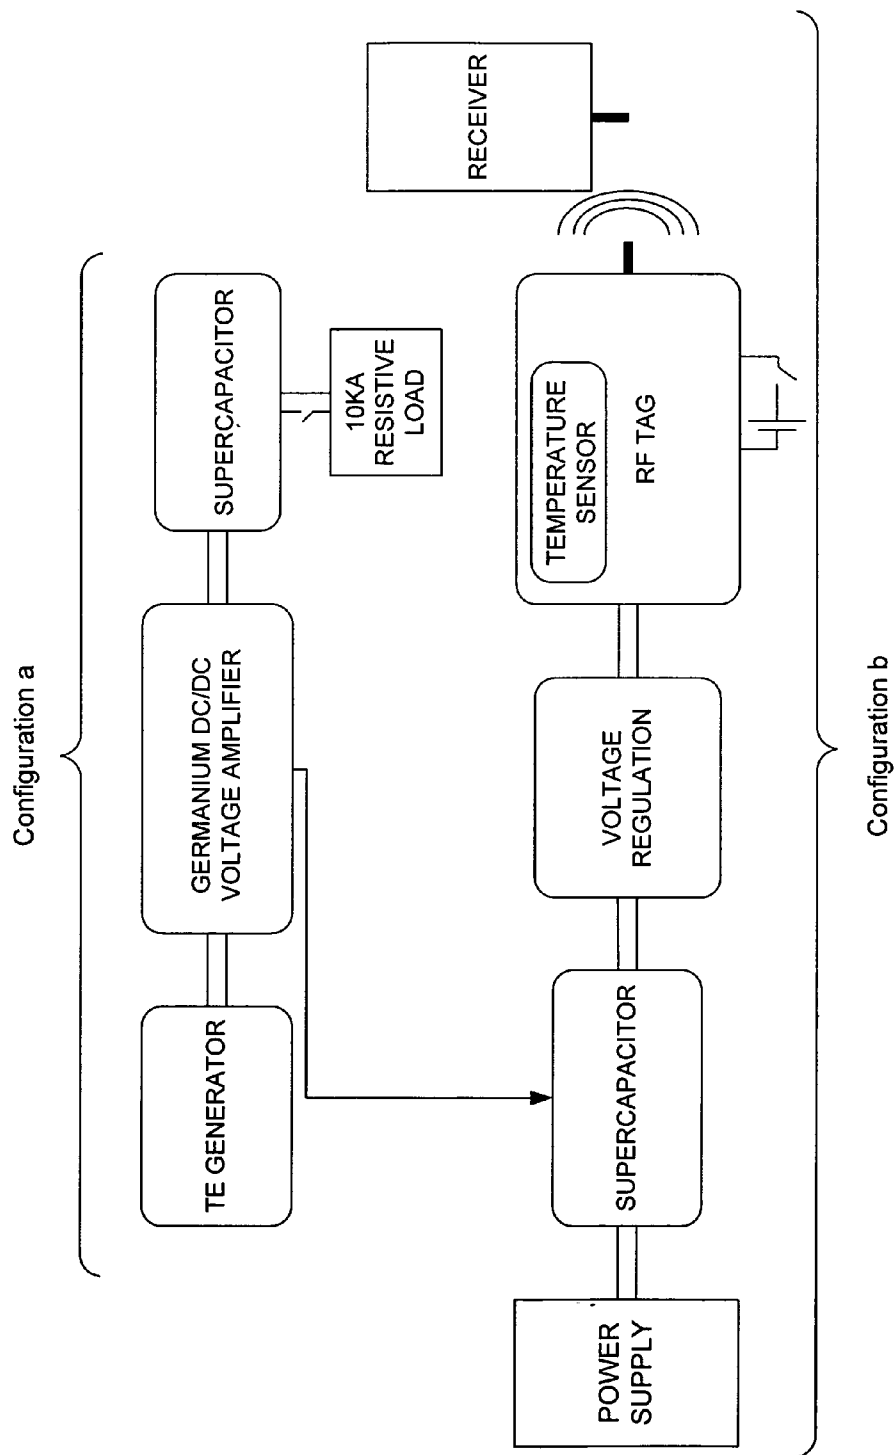 Configuration a
TE GENERATOR
GERMANIUM DC/DC
VOLTAGE AMPLIFIER
SUPERCAPACITOR
10KA
RESISTIVE
LOAD
RECEIVER
POWER
SUPPLY
SUPERCAPACITOR
VOLTAGE
REGULATION
TEMPERATURE
SENSOR
RF TAG
Configuration b